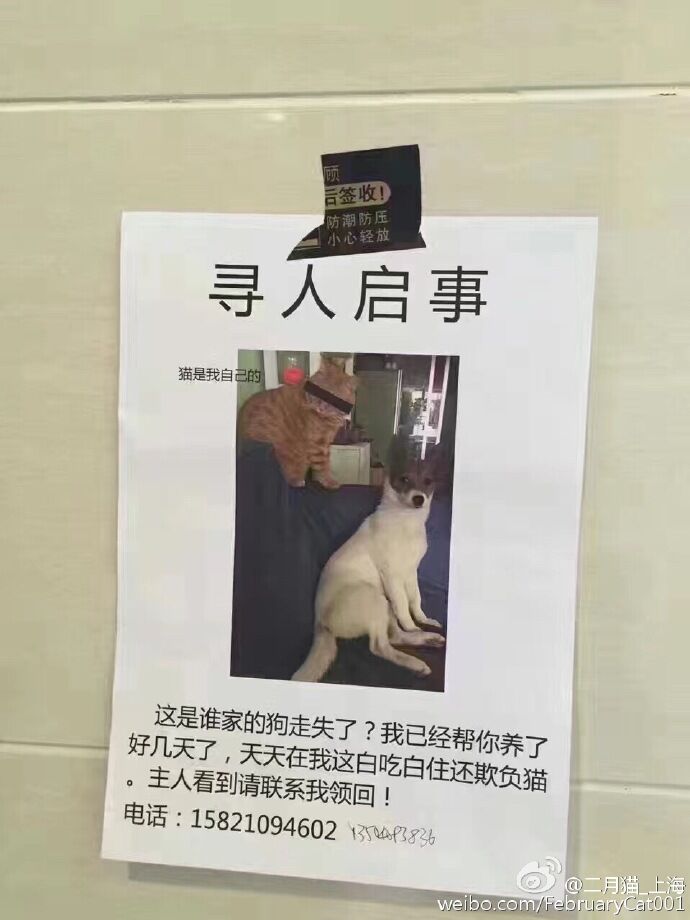 顾
后签收!
防潮防压
小心轻放
寻人启事
猫是我自己的
这是谁家的狗走失了?我已经帮你养了
好几天了,天天在我这白吃白住还欺负猫
。主人看到请联系我领回!
电话:15821094602
@二月猫_上海
weibo.com/FebruaryCat001